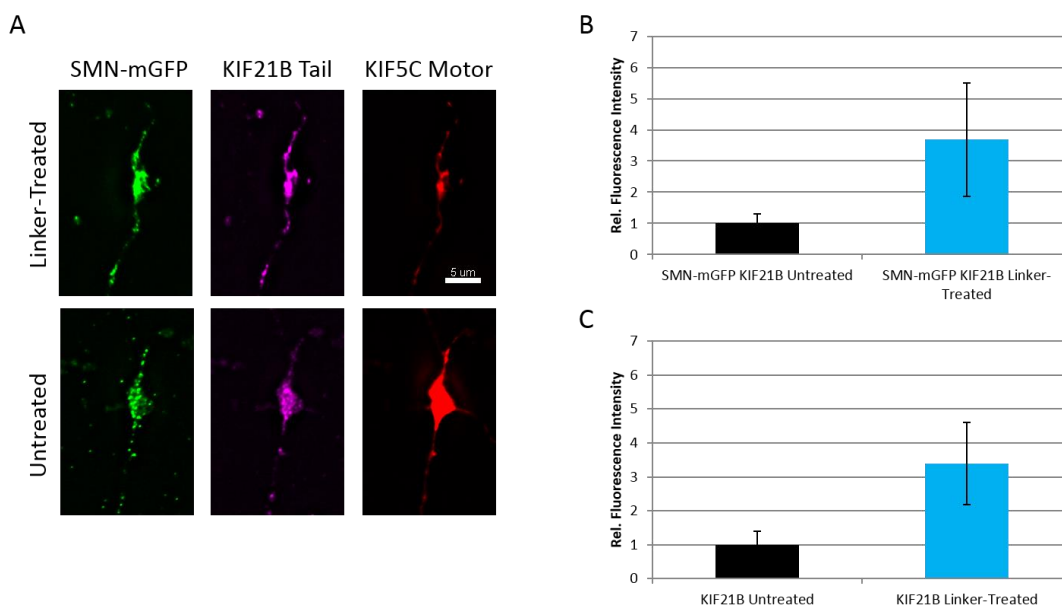 A
SMN-mGFP
KIF21B Tail
KIF5C Motor
Linker-Treated
5 um
Untreated
B
Rel. Fluorescence Intensity
7
6
5
4
3
2
1
0
SMN-mGFP KIF21B Untreated
SMN-mGFP KIF21B Linker-
Treated
C
Rel. Fluorescence Intensity
7
6
5
4
3
2
1
0
KIF21B Untreated
KIF21B Linker-Treated